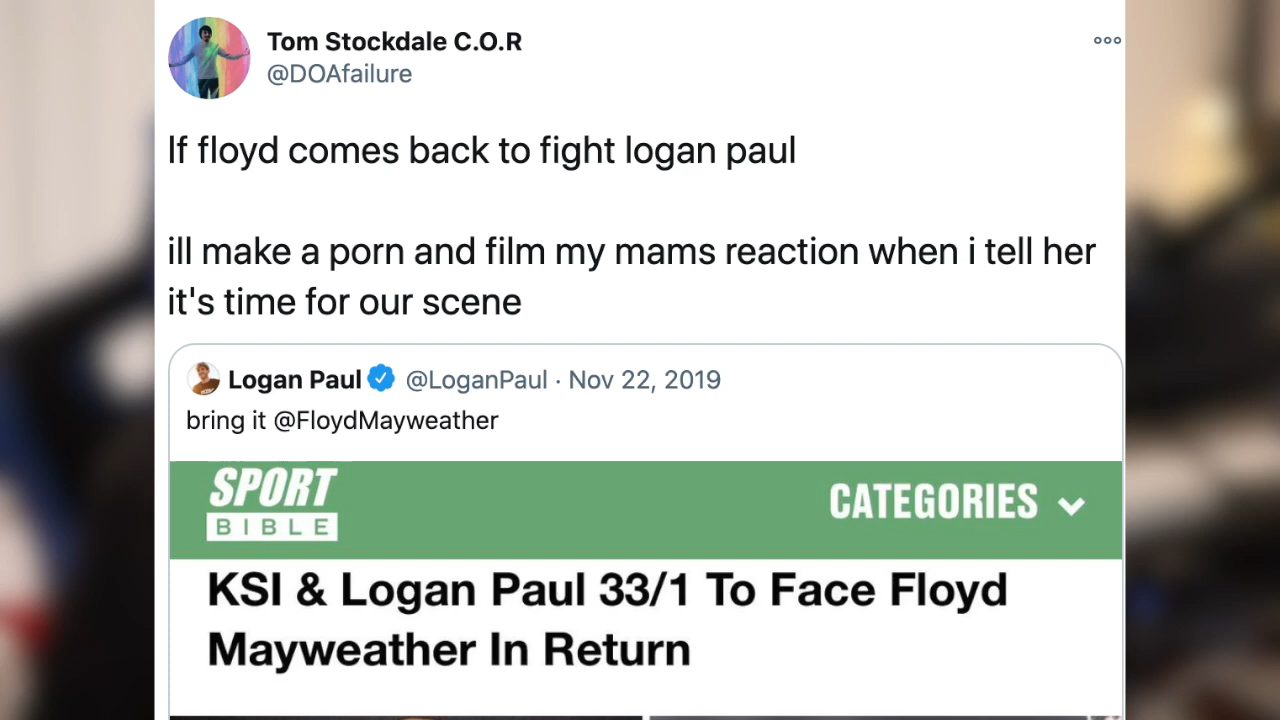 Tom Stockdale C.O.R
@DOAfailure
If floyd comes back to fight logan paul
ill make a porn and film my mams reaction when i tell her
it's time for our scene
Logan Paul @LoganPaul · Nov 22, 2019
bring it @FloydMayweather
SPORT
BIBLE
CATEGORIES
KSI & Logan Paul 33/1 To Face Floyd
Mayweather In Return